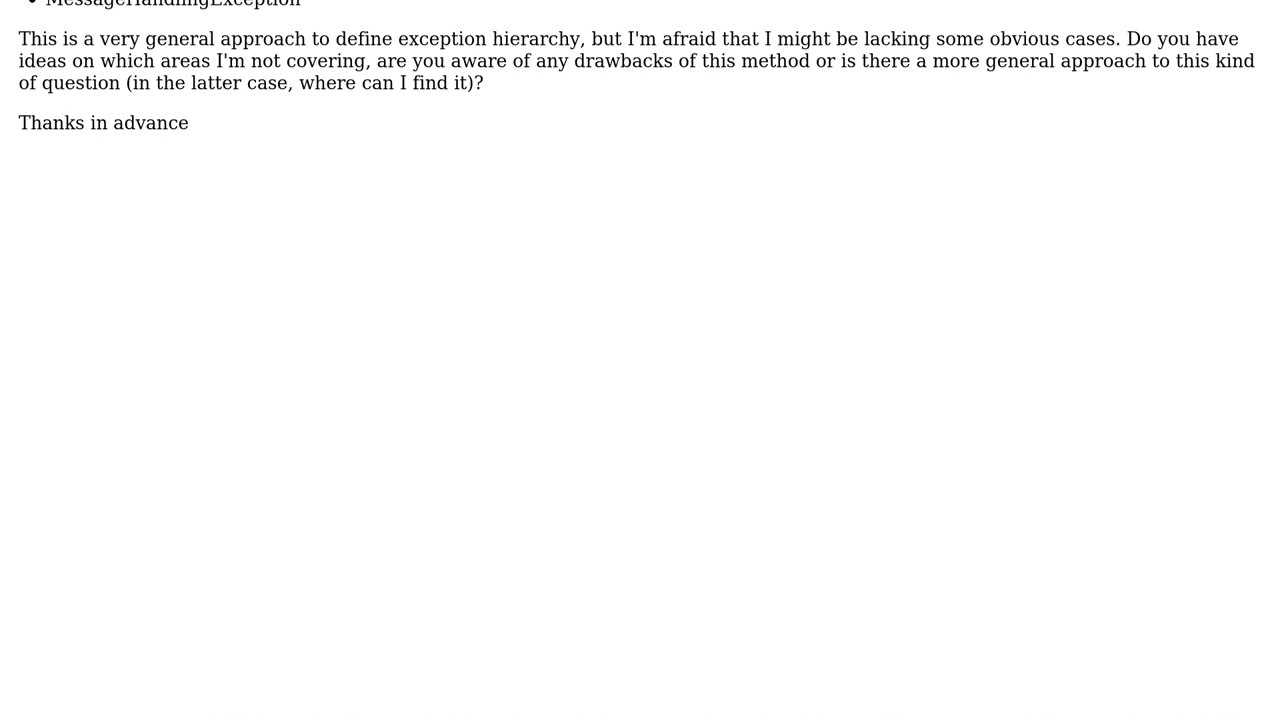 • MessageHandlingException
This is a very general approach to define exception hierarchy, but I'm afraid that I might be lacking some obvious cases. Do you have
ideas on which areas I'm not covering, are you aware of any drawbacks of this method or is there a more general approach to this kind
of question (in the latter case, where can I find it)?
Thanks in advance